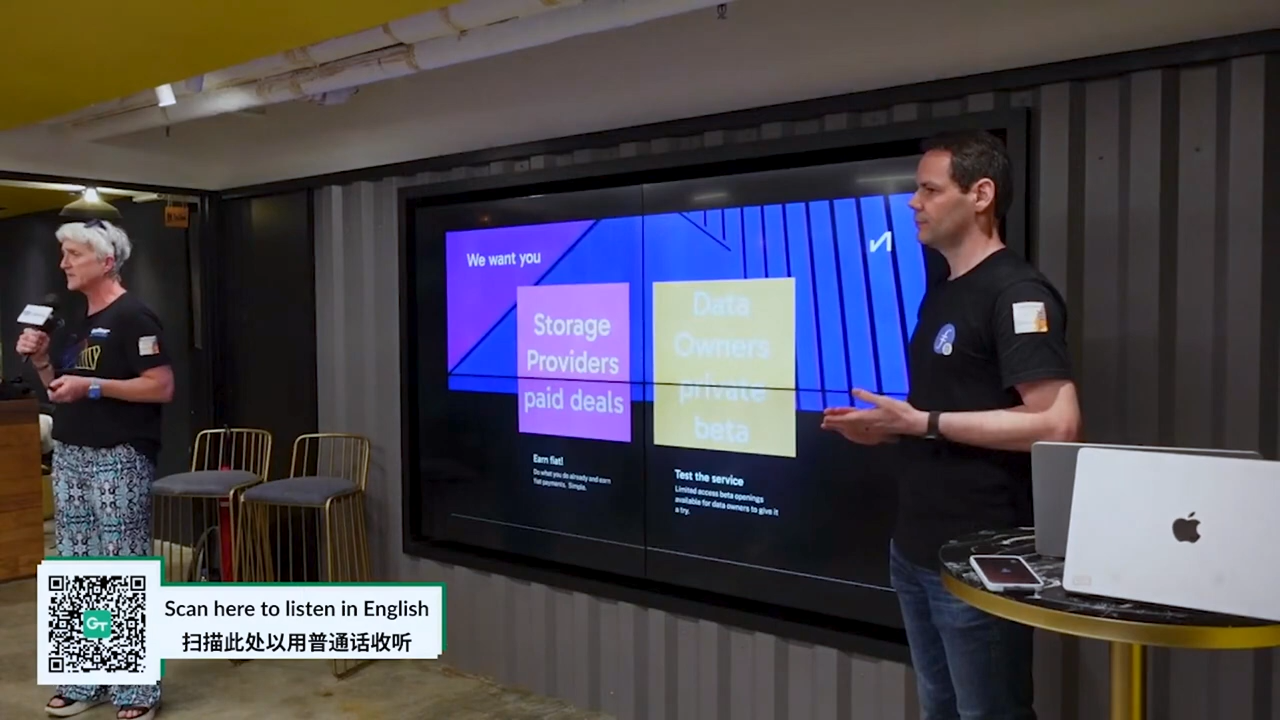 We want you
Storage
Providers
paid deals
Data
Owners
private
beta
Earn fiat!
Do what you do already and earn
fiat payments. Simple.
Test the service
Limited access beta openings
available for data owners to give it
a try.
GT
Scan here to listen in English
扫描此处以用普通话收听